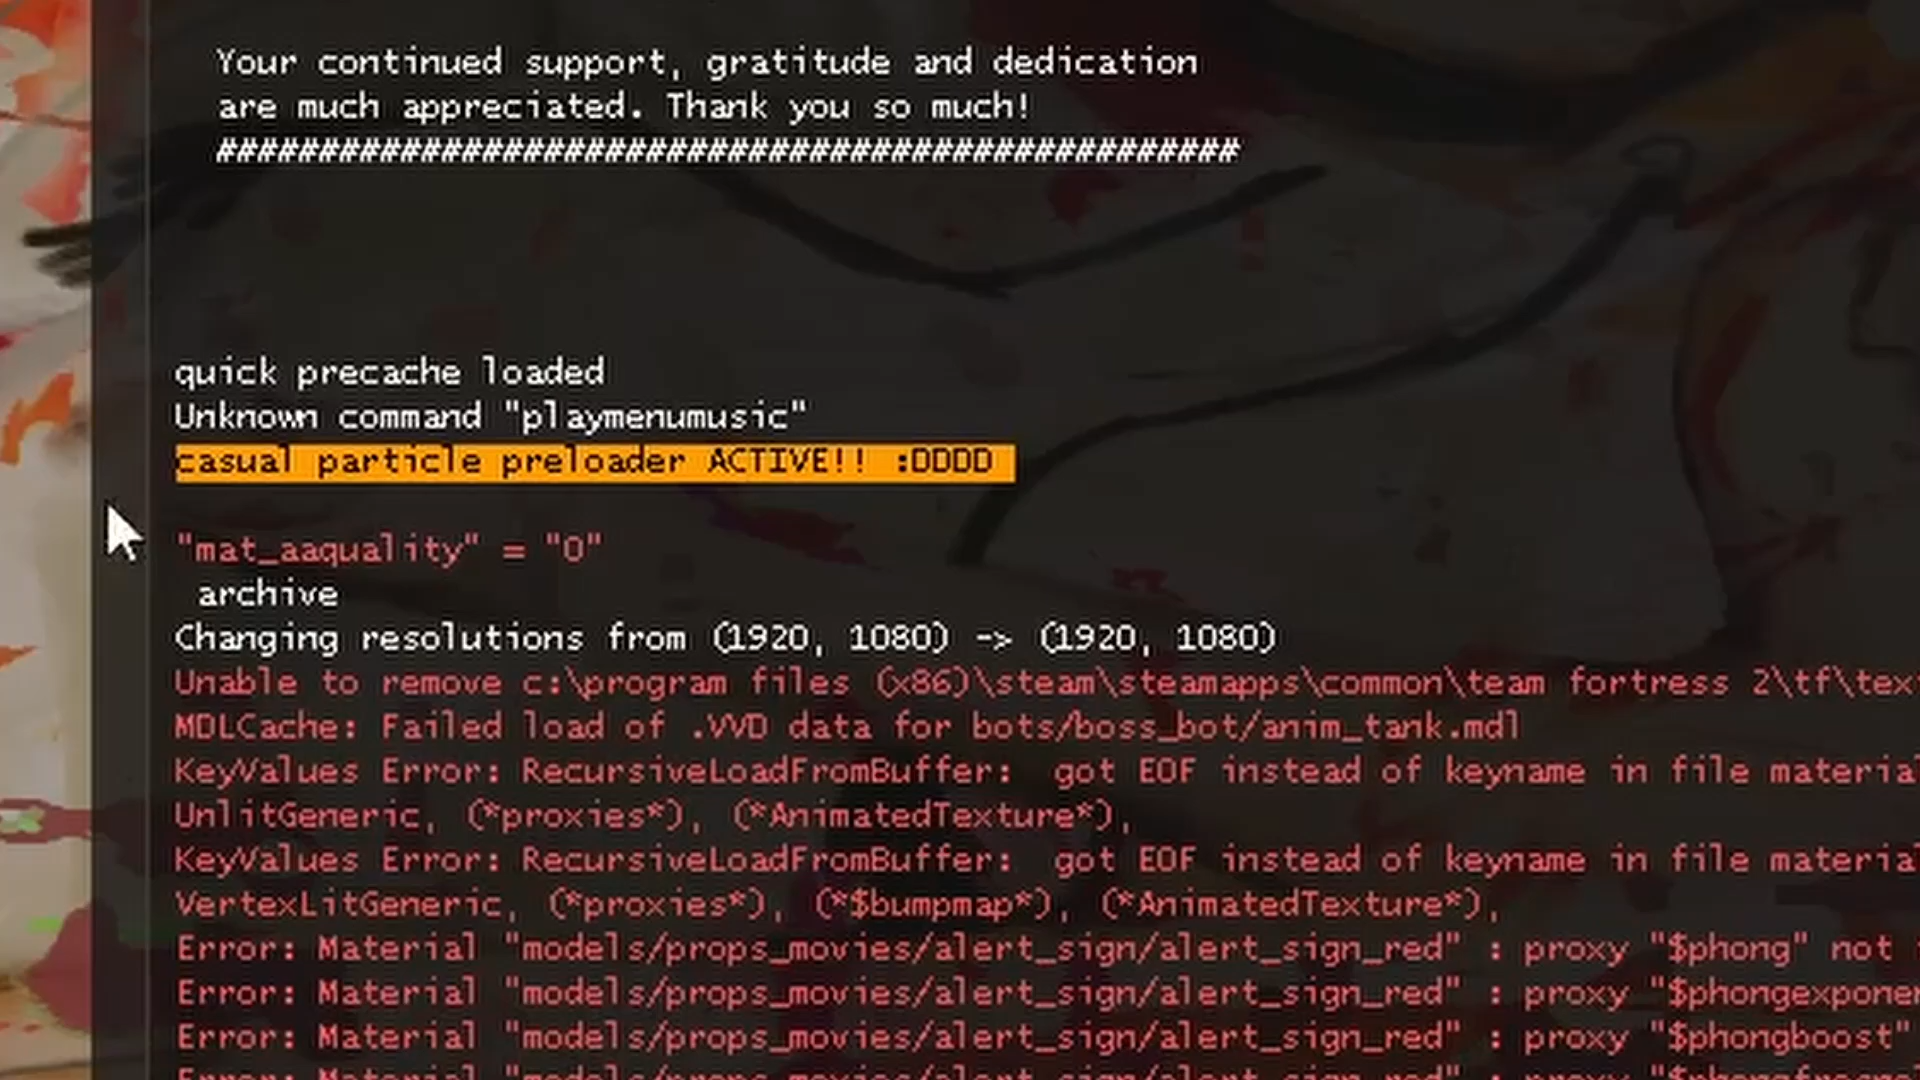 Your continued support, gratitude and dedication
are much appreciated. Thank you so much!
##################################################
quick precache loaded
Unknown command "playmenumusic"
casual particle preloader ACTIVE!! :DDDD
"mat_aaquality" = "0"
archive
Changing resolutions from (1920, 1080) -> (1920, 1080)
Unable to remove c:\program files (x86)\steam\steamapps\common\team fortress 2\tf\tex
MDLCache: Failed load of .VVD data for bots/boss_bot/anim_tank.mdl
KeyValues Error: RecursiveLoadFromBuffer:  got EOF instead of keyname in file material
UnlitGeneric, (*proxies*), (*AnimatedTexture*),
KeyValues Error: RecursiveLoadFromBuffer:  got EOF instead of keyname in file material
VertexLitGeneric, (*proxies*), (*$bumpmap*), (*AnimatedTexture*),
Error: Material "models/props_movies/alert_sign/alert_sign_red" : proxy "$phong" not
Error: Material "models/props_movies/alert_sign/alert_sign_red" : proxy "$phongexponen
Error: Material "models/props_movies/alert_sign/alert_sign_red" : proxy "$phongboost"